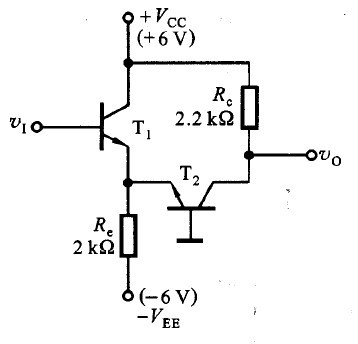 +V_CC
(+6 V)
R_c
2.2 kΩ
v_I
T_1
T_2
v_O
R_e
2 kΩ
(−6 V)
−V_EE